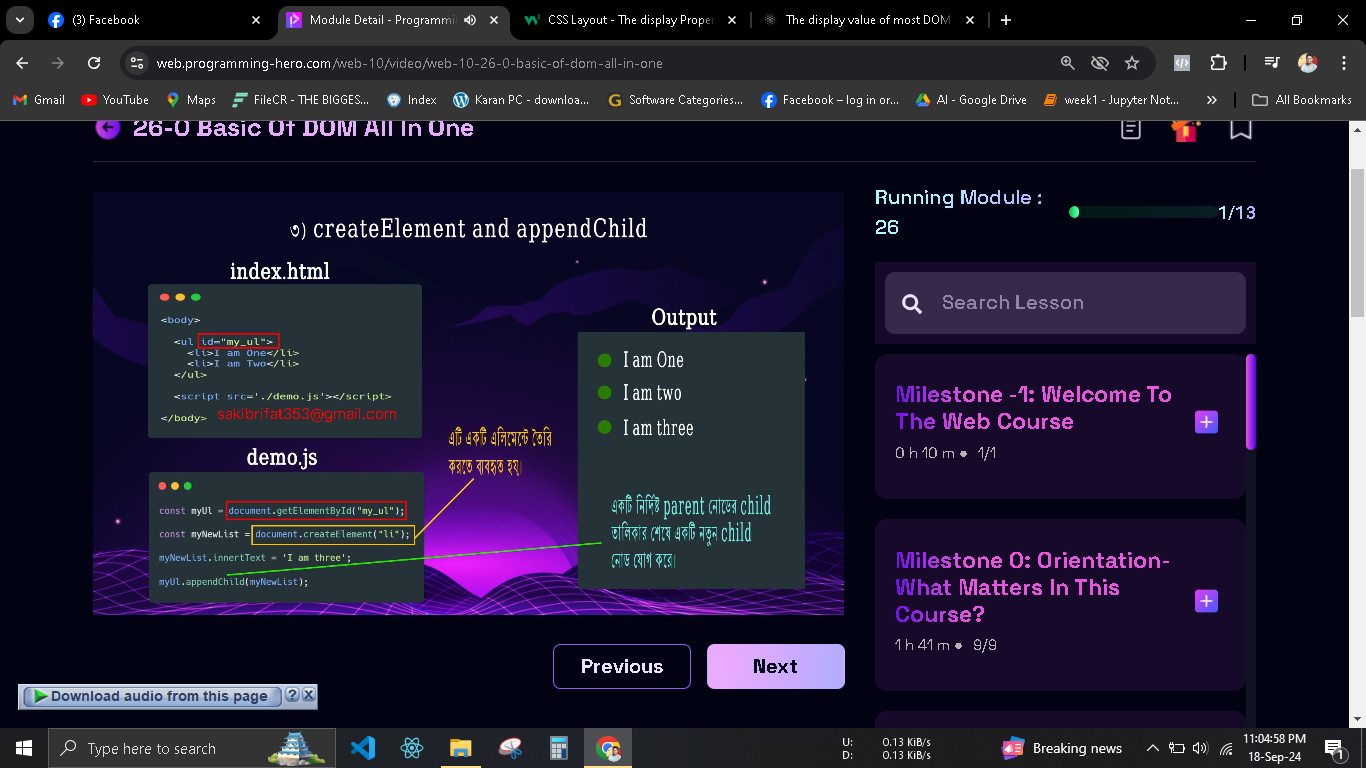 (3) Facebook
Module Detail - Programmi
CSS Layout - The display Proper
The display value of most DOM
web.programming-hero.com/web-10/video/web-10-26-0-basic-of-dom-all-in-one
Gmail
YouTube
Maps
FileCR - THE BIGGES...
Index
Karan PC - downloa...
Software Categories...
Facebook – log in or...
AI - Google Drive
week1 - Jupyter Not...
»
All Bookmarks
26-0 Basic Of DOM All In One
৩) createElement and appendChild
index.html
<body>
<ul id="my_ul">
<li>I am One</li>
<li>I am Two</li>
</ul>
<script src='./demo.js'></script>
</body>
sakibrifat353@gmail.com
demo.js
const myUl = document.getElementById("my_ul");
const myNewList = document.createElement("li");
myNewList.innertText = 'I am three';
myUl.appendChild(myNewList);
এটি একটি এলিমেন্টে তৈরি
করতে ব্যবহৃত হয়।
Output
I am One
I am two
I am three
একটি নির্দিষ্ট parent নোডের child
তালিকার শেষে একটি নতুন child
নোড যোগ করে।
Previous
Next
Running Module :
26
1/13
Search Lesson
Milestone -1: Welcome To
The Web Course
0 h 10 m ● 1/1
Milestone 0: Orientation-
What Matters In This
Course?
1 h 41 m ● 9/9
Download audio from this page
? X
Type here to search
U: 0.13 KiB/s
D: 0.13 KiB/s
Breaking news
11:04:58 PM
18-Sep-24
1